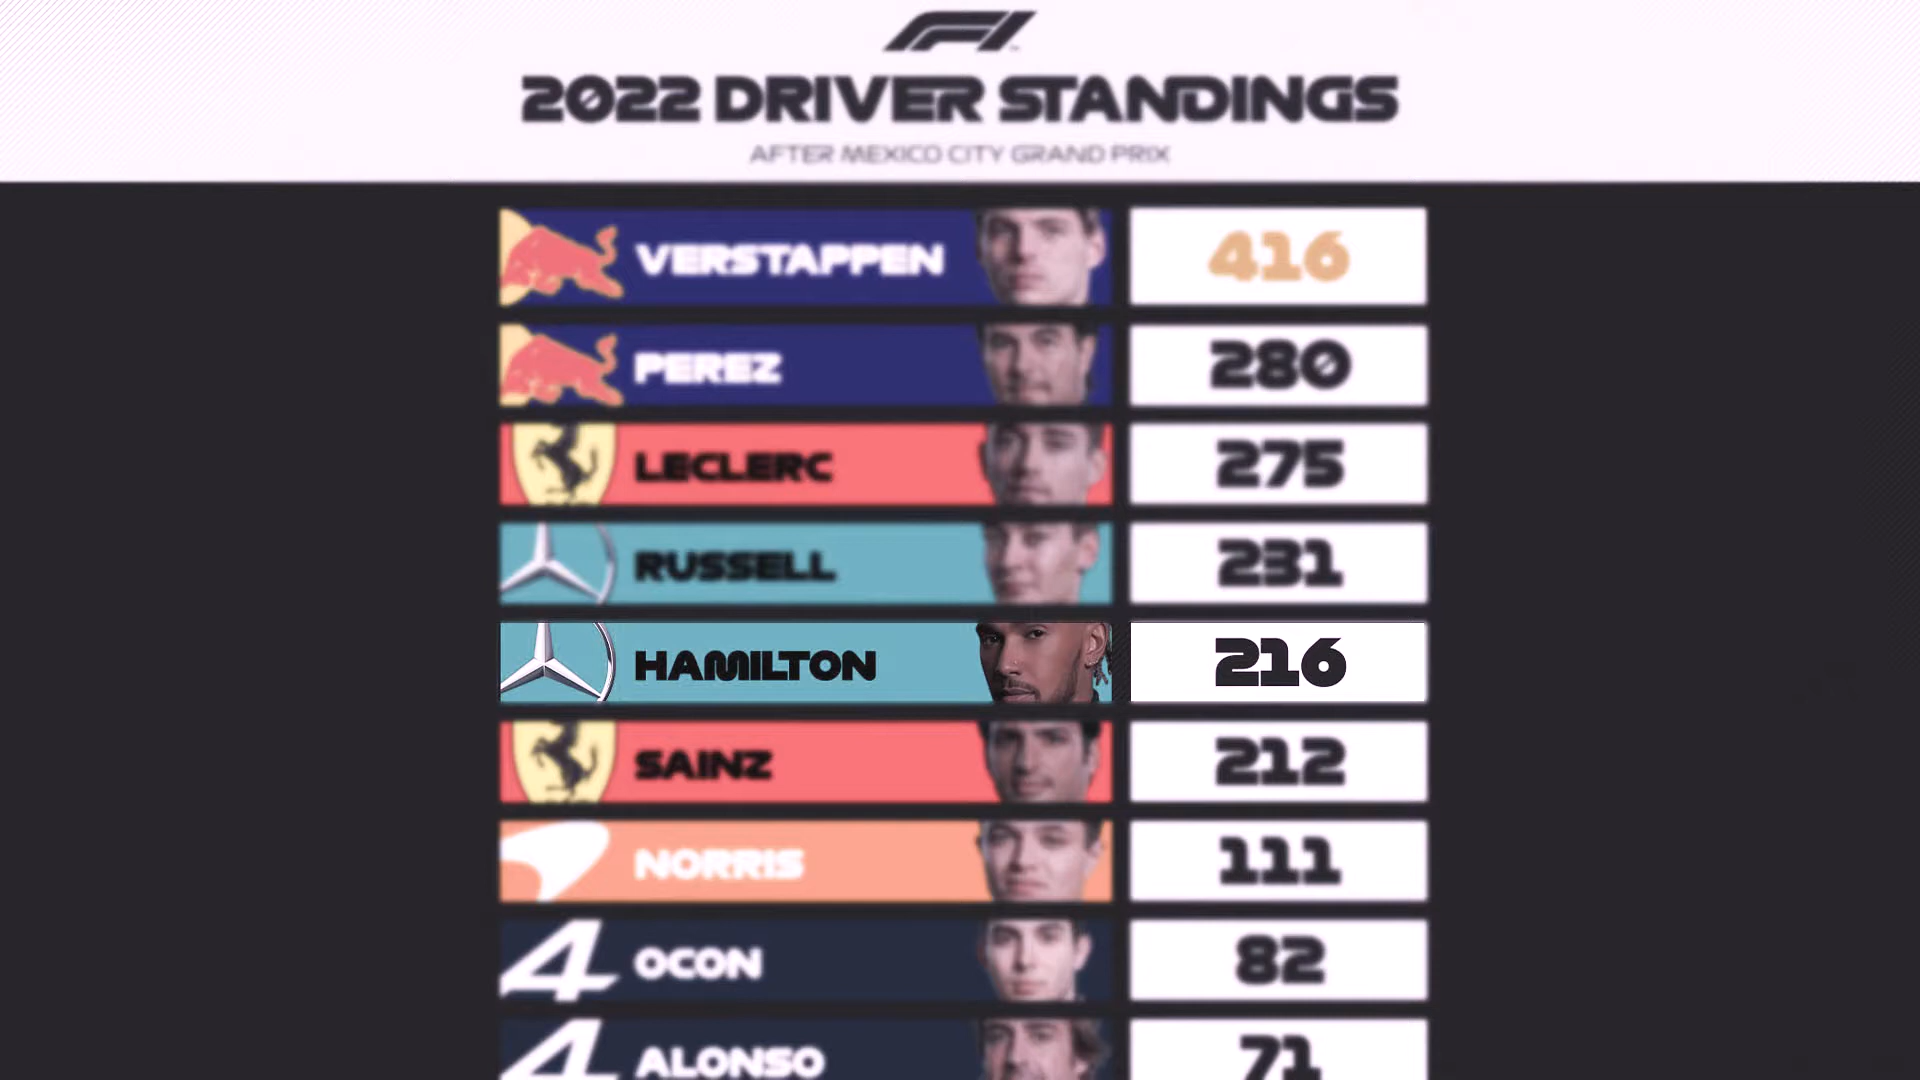 F1
2022 DRIVER STANDINGS
AFTER MEXICO CITY GRAND PRIX
VERSTAPPEN 416
PEREZ 280
LECLERC 275
RUSSELL 231
HAMILTON 216
SAINZ 212
NORRIS 111
OCON 82
ALONSO 71